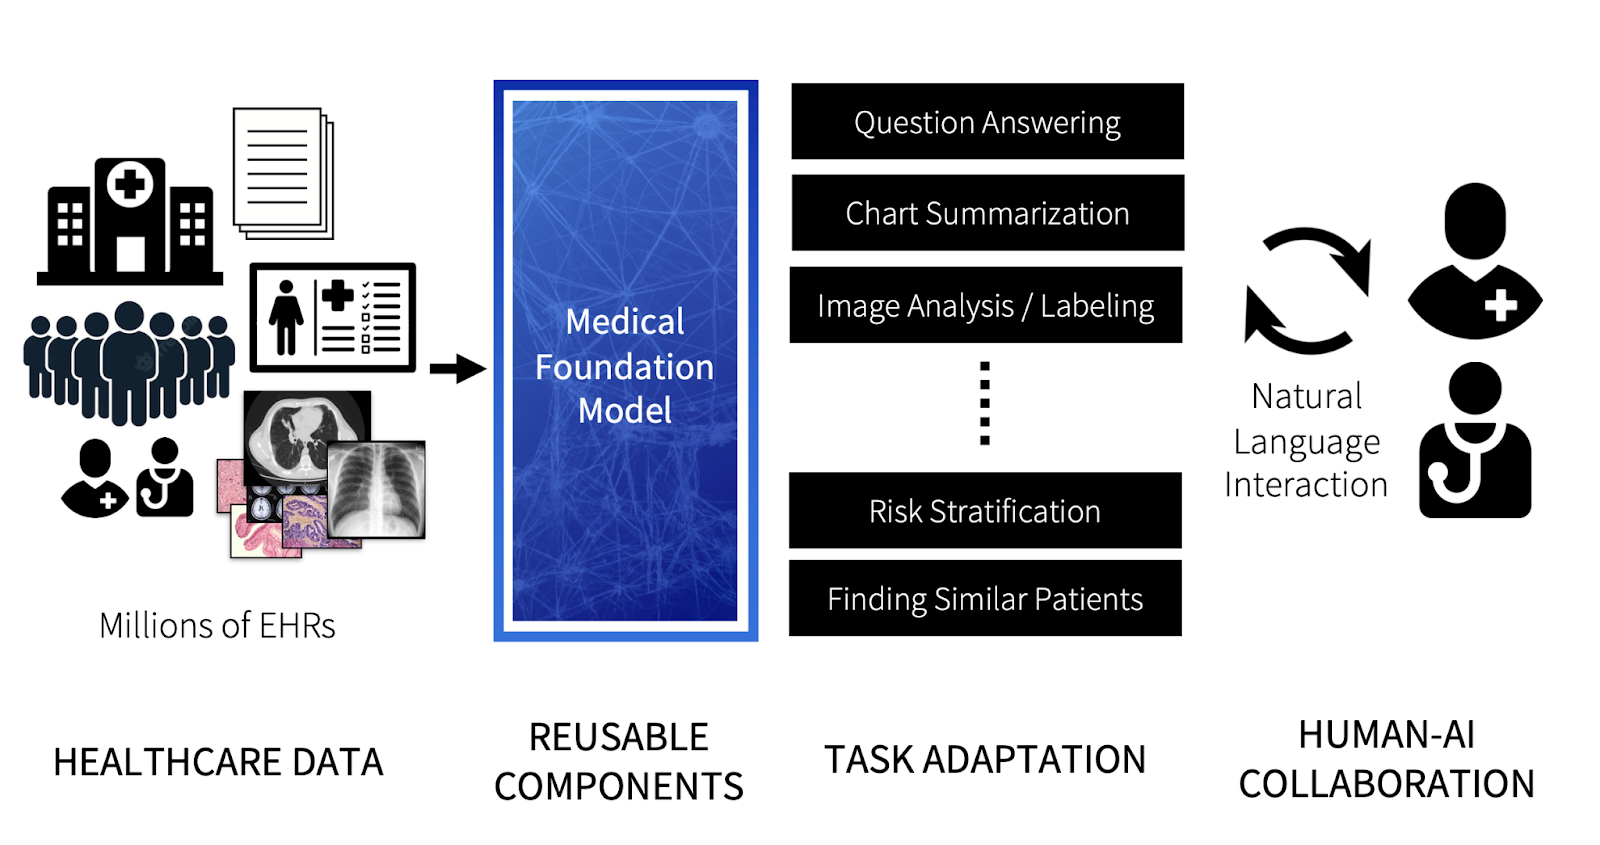 Question Answering
Chart Summarization
Image Analysis / Labeling
Medical
Foundation
Model
Natural
Language
Interaction
Risk Stratification
Finding Similar Patients
Millions of EHRs
HEALTHCARE DATA
REUSABLE
COMPONENTS
TASK ADAPTATION
HUMAN-AI
COLLABORATION